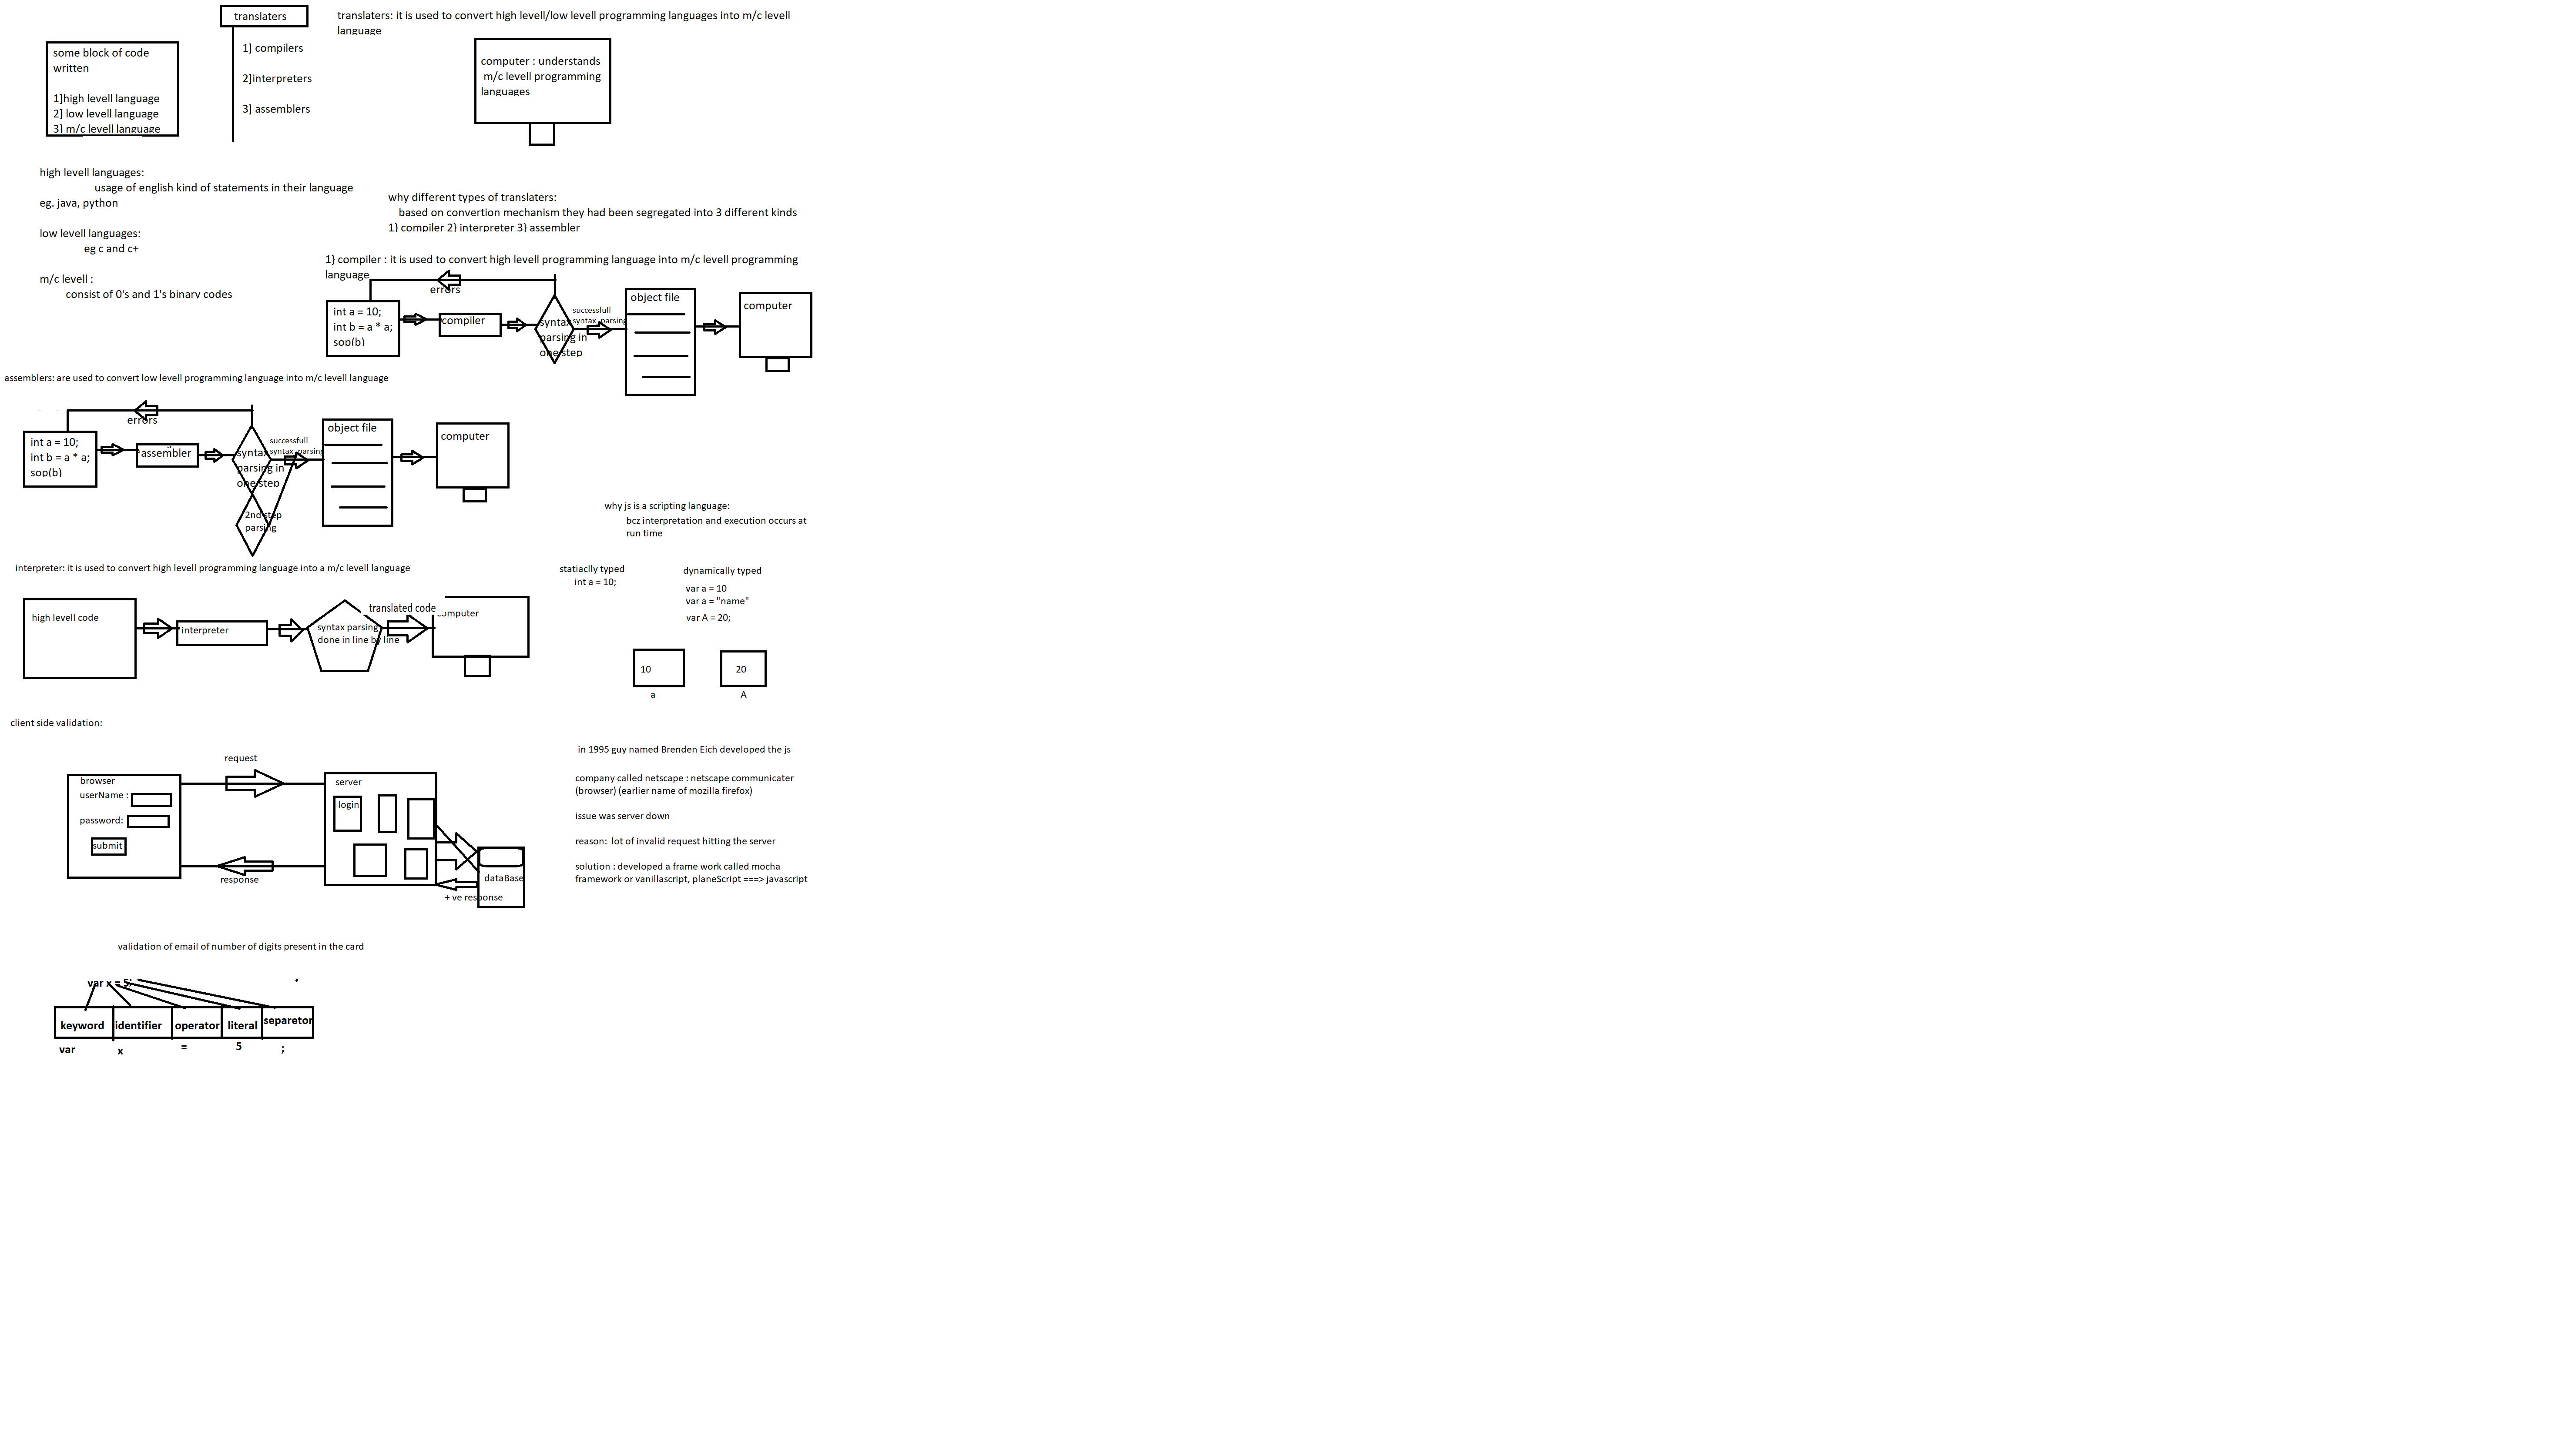 translaters
1] compilers
2]interpreters
3] assemblers
translaters: it is used to convert high levell/low levell programming languages into m/c levell
language
some block of code
written
1]high levell language
2] low levell language
3] m/c levell language
computer : understands
m/c levell programming
languages
high levell languages:
usage of english kind of statements in their language
eg. java, python
low levell languages:
eg c and c+
m/c levell :
consist of 0's and 1's binary codes
why different types of translaters:
based on convertion mechanism they had been segregated into 3 different kinds
1} compiler 2} interpreter 3} assembler
1} compiler : it is used to convert high levell programming language into m/c levell programming
language
errors
int a = 10;
int b = a * a;
sop(b)
compiler
syntax
parsing in
one step
successfull
syntax parsing
object file
computer
assemblers: are used to convert low levell programming language into m/c levell language
errors
int a = 10;
int b = a * a;
sop(b)
assembler
syntax
parsing in
one step
2nd step
parsing
successfull
syntax parsing
object file
computer
why js is a scripting language:
bcz interpretation and execution occurs at
run time
interpreter: it is used to convert high levell programming language into a m/c levell language
high levell code
interpreter
syntax parsing
done in line by line
translated code
computer
statiaclly typed
int a = 10;
dynamically typed
var a = 10
var a = "name"
var A = 20;
10
a
20
A
client side validation:
request
browser
userName :
password:
submit
response
server
login
dataBase
+ ve response
in 1995 guy named Brenden Eich developed the js
company called netscape : netscape communicater
(browser) (earlier name of mozilla firefox)
issue was server down
reason: lot of invalid request hitting the server
solution : developed a frame work called mocha
framework or vanillascript, planeScript ===> javascript
validation of email of number of digits present in the card
var x = 5;
keyword identifier operator literal separetor
var x = 5 ;